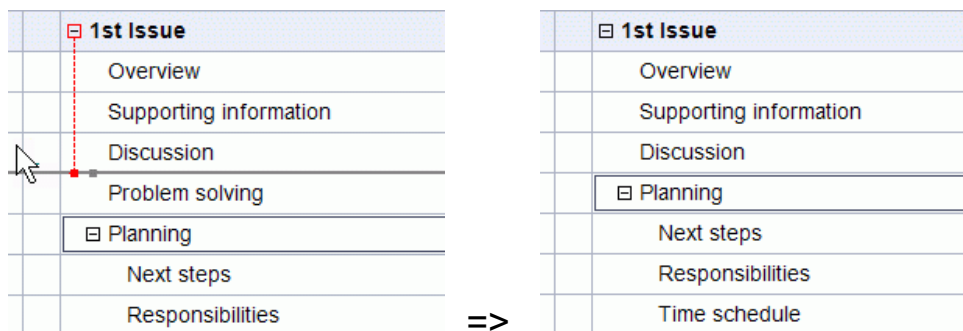 1st Issue
Overview
Supporting information
Discussion
Problem solving
Planning
Next steps
Responsibilities
=>
1st Issue
Overview
Supporting information
Discussion
Planning
Next steps
Responsibilities
Time schedule